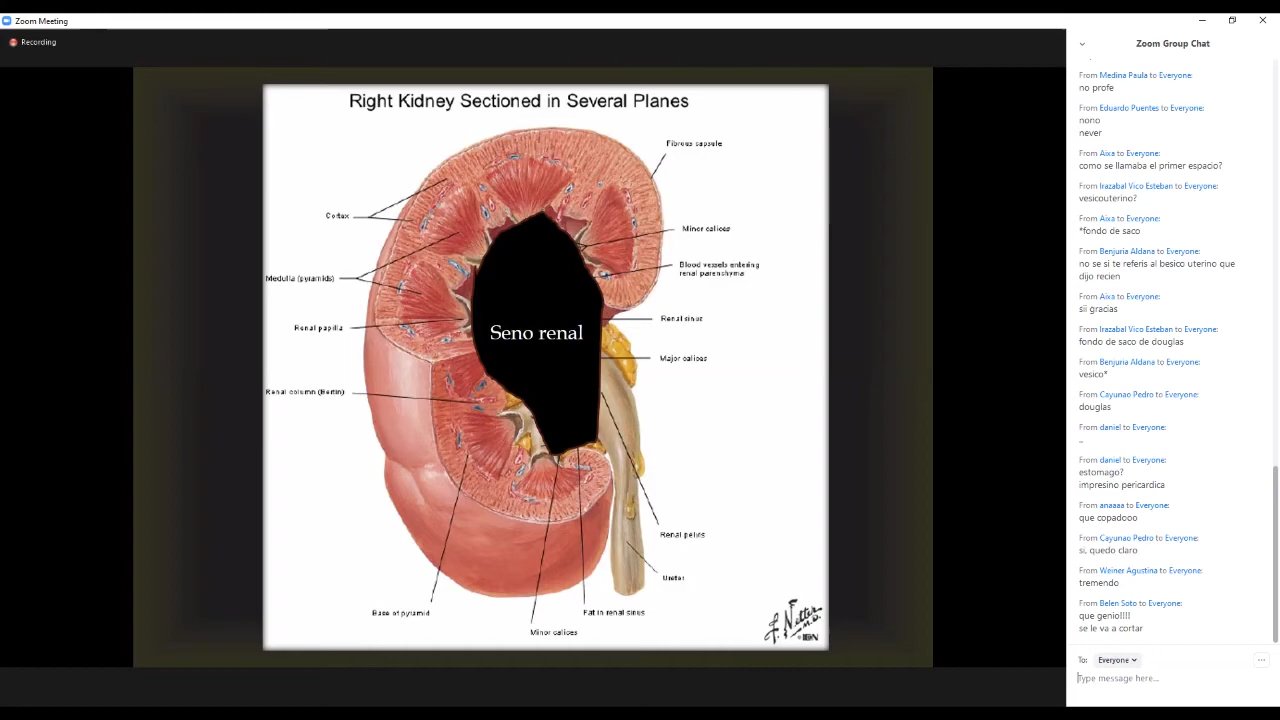 Zoom Meeting
Recording
Right Kidney Sectioned in Several Planes
Fibrous capsule
Cortex
Minor calices
Blood vessels entering
renal parenchyma
Medulla (pyramids)
Renal sinus
Renal papilla
Seno renal
Major calices
Renal column (Bertin)
Renal pelvis
Ureter
Base of pyramid
Fat in renal sinus
Minor calices
F. Netter
M.D.
Zoom Group Chat
From Medina Paula to Everyone:
no profe
From Eduardo Puentes to Everyone:
nono
never
From Aixa to Everyone:
como se llamaba el primer espacio?
From Irazabal Vico Esteban to Everyone:
vesicouterino?
From Aixa to Everyone:
*fondo de saco
From Benjuria Aldana to Everyone:
no se si te referis al besico uterino que
dijo recien
From Aixa to Everyone:
sii gracias
From Irazabal Vico Esteban to Everyone:
fondo de saco de douglas
From Benjuria Aldana to Everyone:
vesico*
From Cayunao Pedro to Everyone:
douglas
From daniel to Everyone:
_
From daniel to Everyone:
estomago?
impresino pericardica
From anaaaa to Everyone:
que copadooo
From Cayunao Pedro to Everyone:
si, quedo claro
From Weiner Agustina to Everyone:
tremendo
From Belen Soto to Everyone:
que genio!!!!
se le va a cortar
To: Everyone
Type message here...